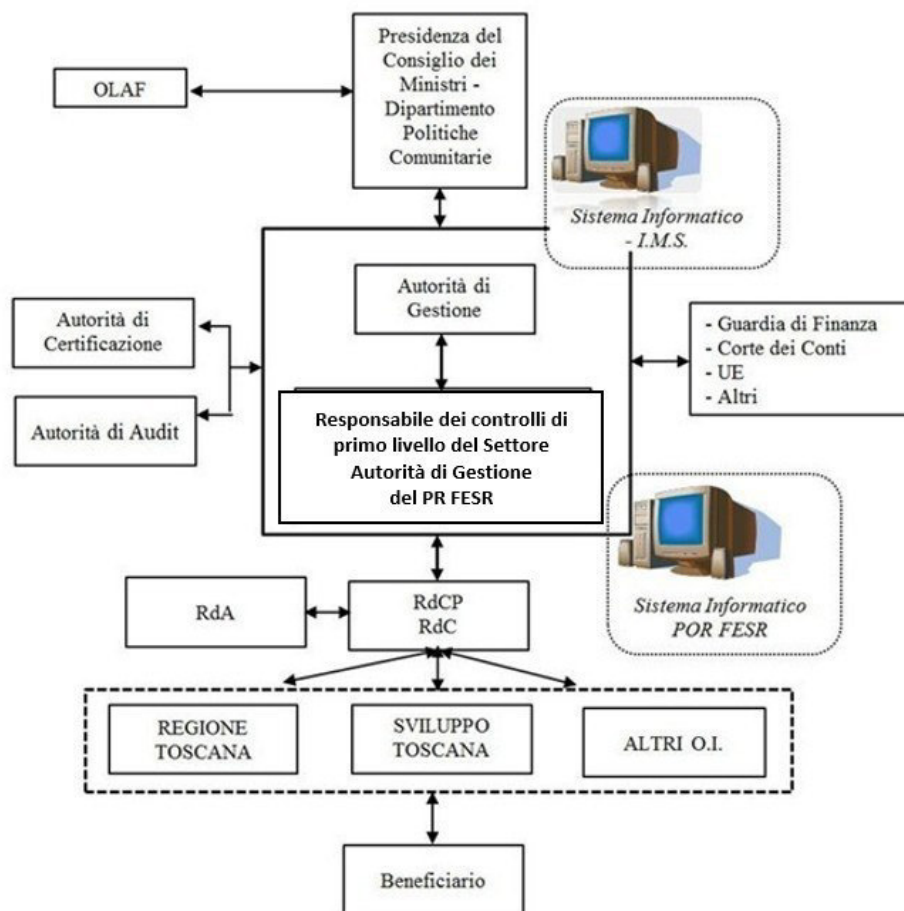 Presidenza del
Consiglio dei
Ministri -
Dipartimento
Politiche
Comunitarie
OLAF
Sistema Informatico
- I.M.S.
Autorità di
Gestione
Autorità di
Certificazione
- Guardia di Finanza
- Corte dei Conti
- UE
- Altri
Autorità di Audit
Responsabile dei controlli di
primo livello del Settore
Autorità di Gestione
del PR FESR
Sistema Informatico
POR FESR
RdA
RdCP
RdC
REGIONE
TOSCANA
SVILUPPO
TOSCANA
ALTRI O.I.
Beneficiario